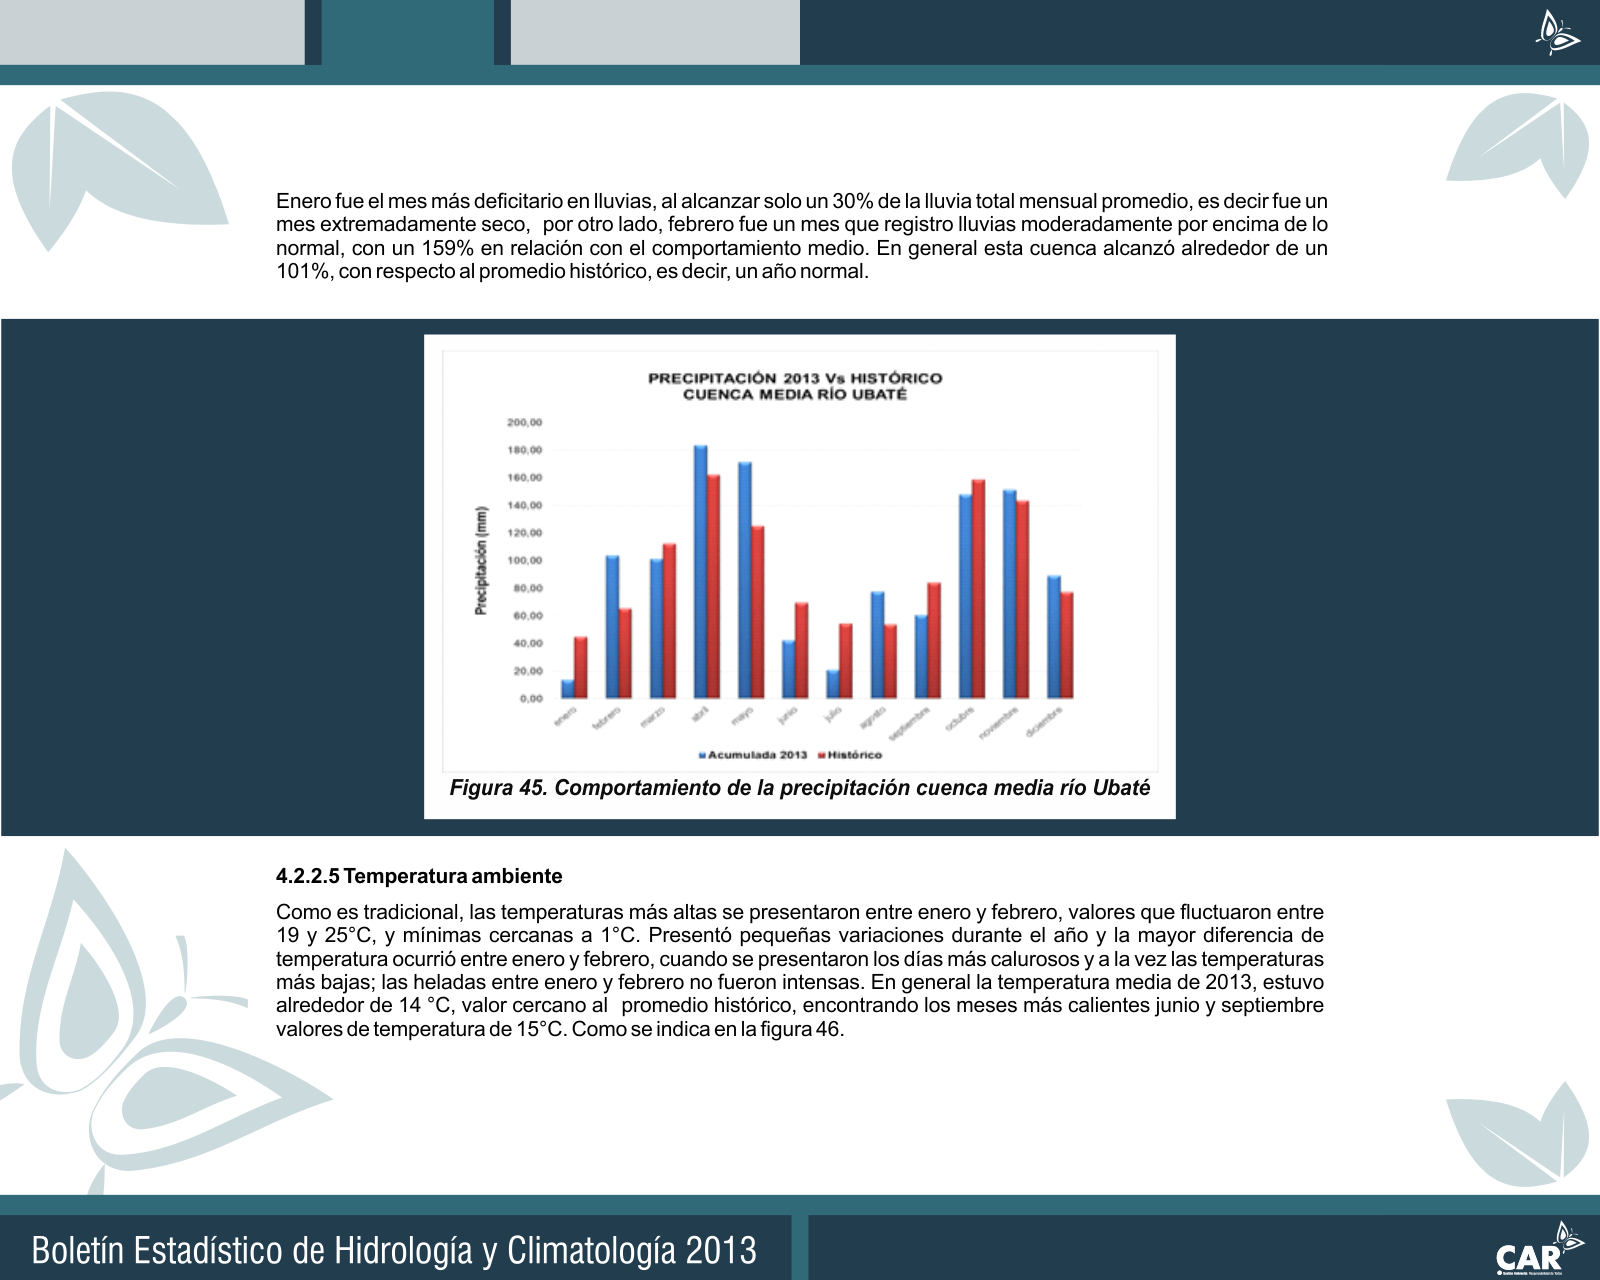 Enero fue el mes más deficitario en lluvias, al alcanzar solo un 30% de la lluvia total mensual promedio, es decir fue un
mes extremadamente seco, por otro lado, febrero fue un mes que registro lluvias moderadamente por encima de lo
normal, con un 159% en relación con el comportamiento medio. En general esta cuenca alcanzó alrededor de un
101%, con respecto al promedio histórico, es decir, un año normal.
PRECIPITACIÓN 2013 Vs HISTÓRICO
CUENCA MEDIA RÍO UBATÉ
200,00
180,00
160,00
140,00
120,00
100,00
80,00
60,00
40,00
20,00
0,00
Precipitación (mm)
enero
febrero
marzo
abril
mayo
junio
julio
agosto
septiembre
octubre
noviembre
diciembre
Acumulada 2013 Histórico
Figura 45. Comportamiento de la precipitación cuenca media río Ubaté
4.2.2.5 Temperatura ambiente
Como es tradicional, las temperaturas más altas se presentaron entre enero y febrero, valores que fluctuaron entre
19 y 25°C, y mínimas cercanas a 1°C. Presentó pequeñas variaciones durante el año y la mayor diferencia de
temperatura ocurrió entre enero y febrero, cuando se presentaron los días más calurosos y a la vez las temperaturas
más bajas; las heladas entre enero y febrero no fueron intensas. En general la temperatura media de 2013, estuvo
alrededor de 14 °C, valor cercano al promedio histórico, encontrando los meses más calientes junio y septiembre
valores de temperatura de 15°C. Como se indica en la figura 46.
Boletín Estadístico de Hidrología y Climatología 2013
CAR